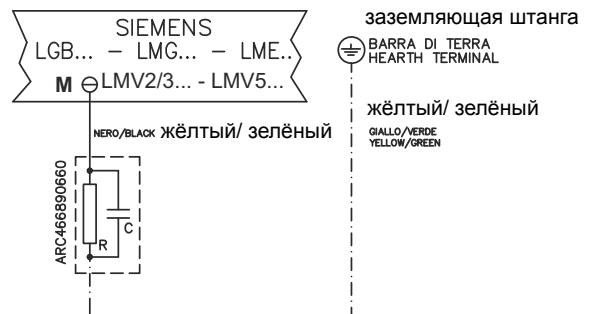 SIEMENS
LGB... – LMG... – LME..
M LMV2/3... - LMV5...
NERO/BLACK жёлтый/ зелёный
ARC466890660
R
C
заземляющая штанга
BARRA DI TERRA
HEARTH TERMINAL
жёлтый/ зелёный
GIALLO/VERDE
YELLOW/GREEN